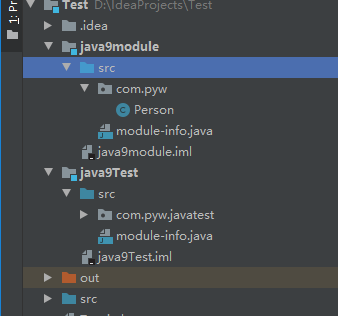 1: P
Test D:\IdeaProjects\Test
.idea
java9module
src
com.pyw
Person
module-info.java
java9module.iml
java9Test
src
com.pyw.javatest
module-info.java
java9Test.iml
out
src